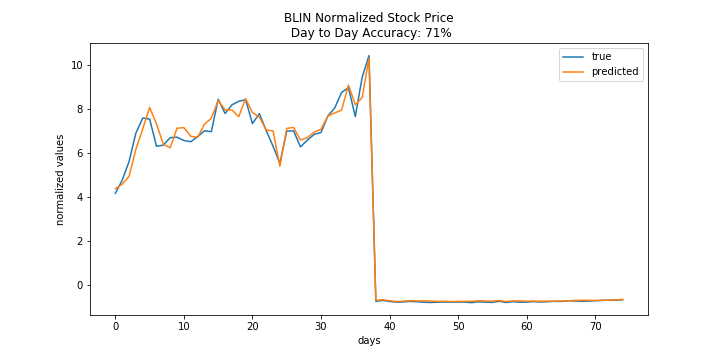 BLIN Normalized Stock Price
Day to Day Accuracy: 71%
true
predicted
normalized values
10
8
6
4
2
0
0
10
20
30
40
50
60
70
days